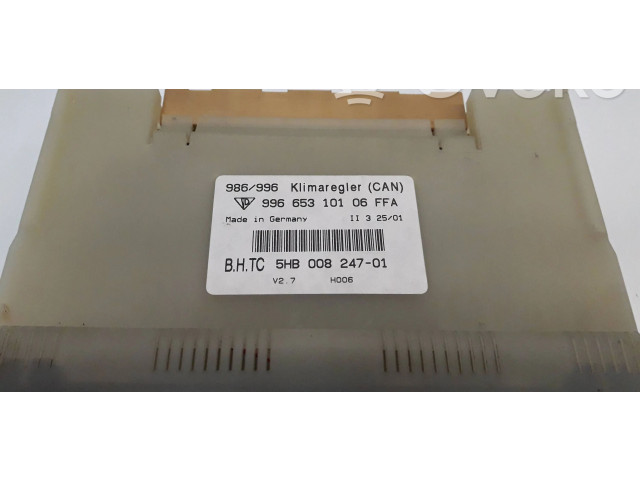 986/996 Klimaregler (CAN)
996 653 101 06 FFA
Made in Germany II 3 25/01
B.H.TC 5HB 008 247-01
V2.7 H006